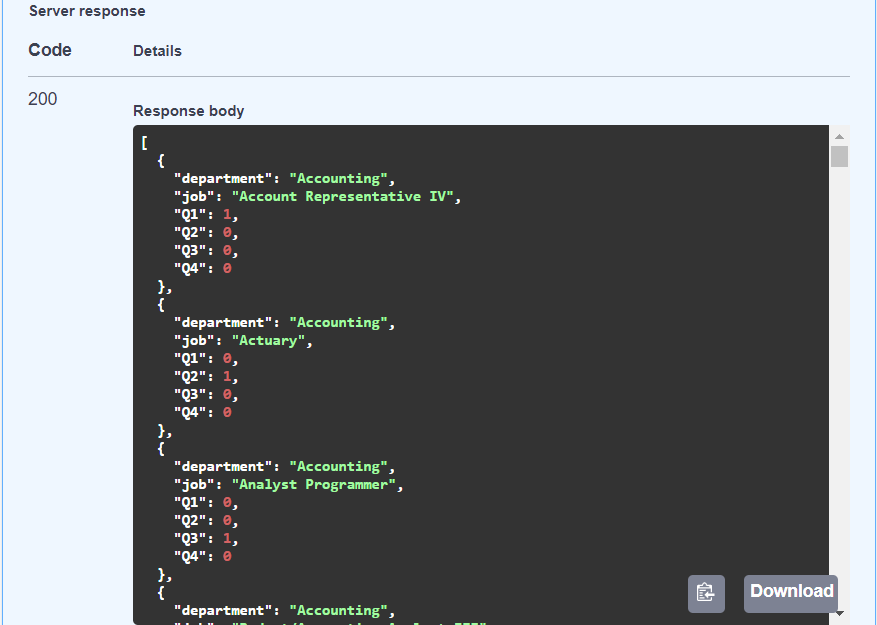 Server response
Code Details
200
Response body
[
  {
    "department": "Accounting",
    "job": "Account Representative IV",
    "Q1": 1,
    "Q2": 0,
    "Q3": 0,
    "Q4": 0
  },
  {
    "department": "Accounting",
    "job": "Actuary",
    "Q1": 0,
    "Q2": 1,
    "Q3": 0,
    "Q4": 0
  },
  {
    "department": "Accounting",
    "job": "Analyst Programmer",
    "Q1": 0,
    "Q2": 0,
    "Q3": 1,
    "Q4": 0
  },
  {
    "department": "Accounting",
Download